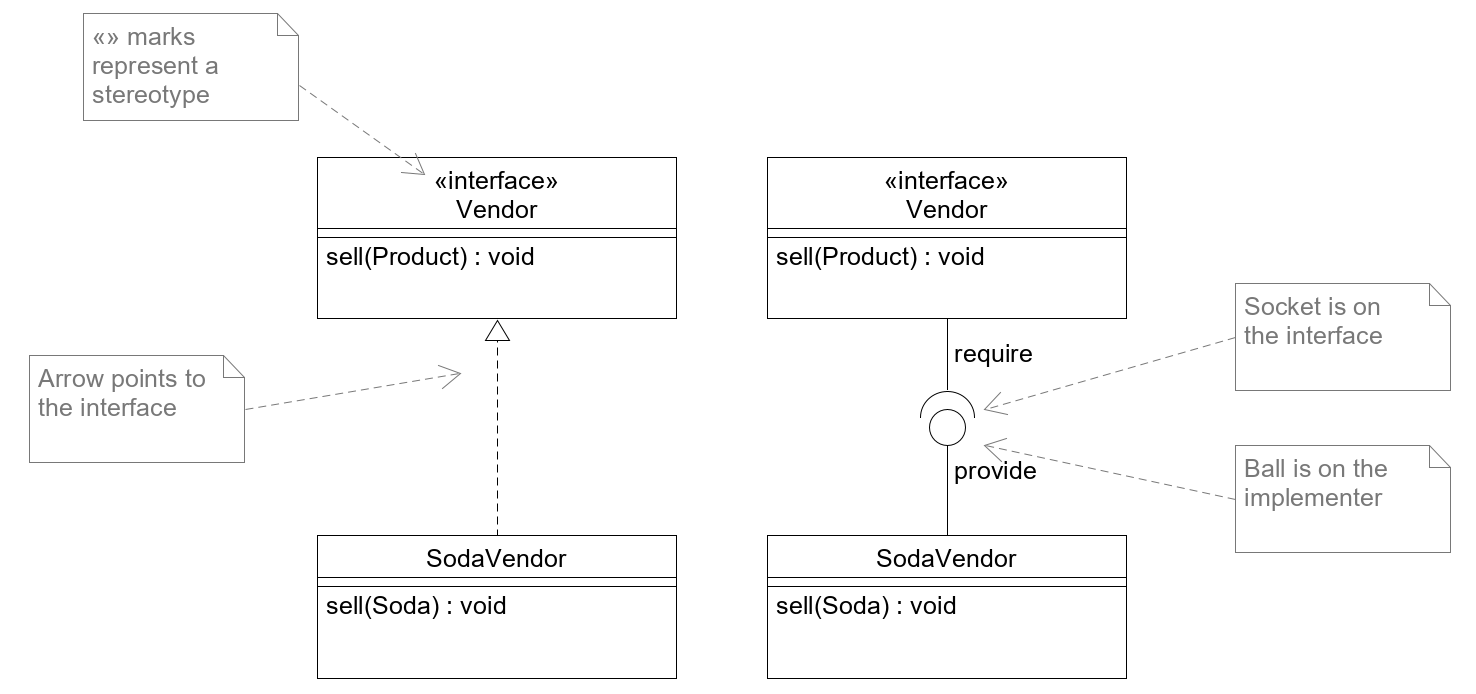 «» marks
represent a
stereotype
«interface»
Vendor
sell(Product) : void
«interface»
Vendor
sell(Product) : void
Socket is on
the interface
require
Arrow points to
the interface
Ball is on the
implementer
provide
SodaVendor
sell(Soda) : void
SodaVendor
sell(Soda) : void